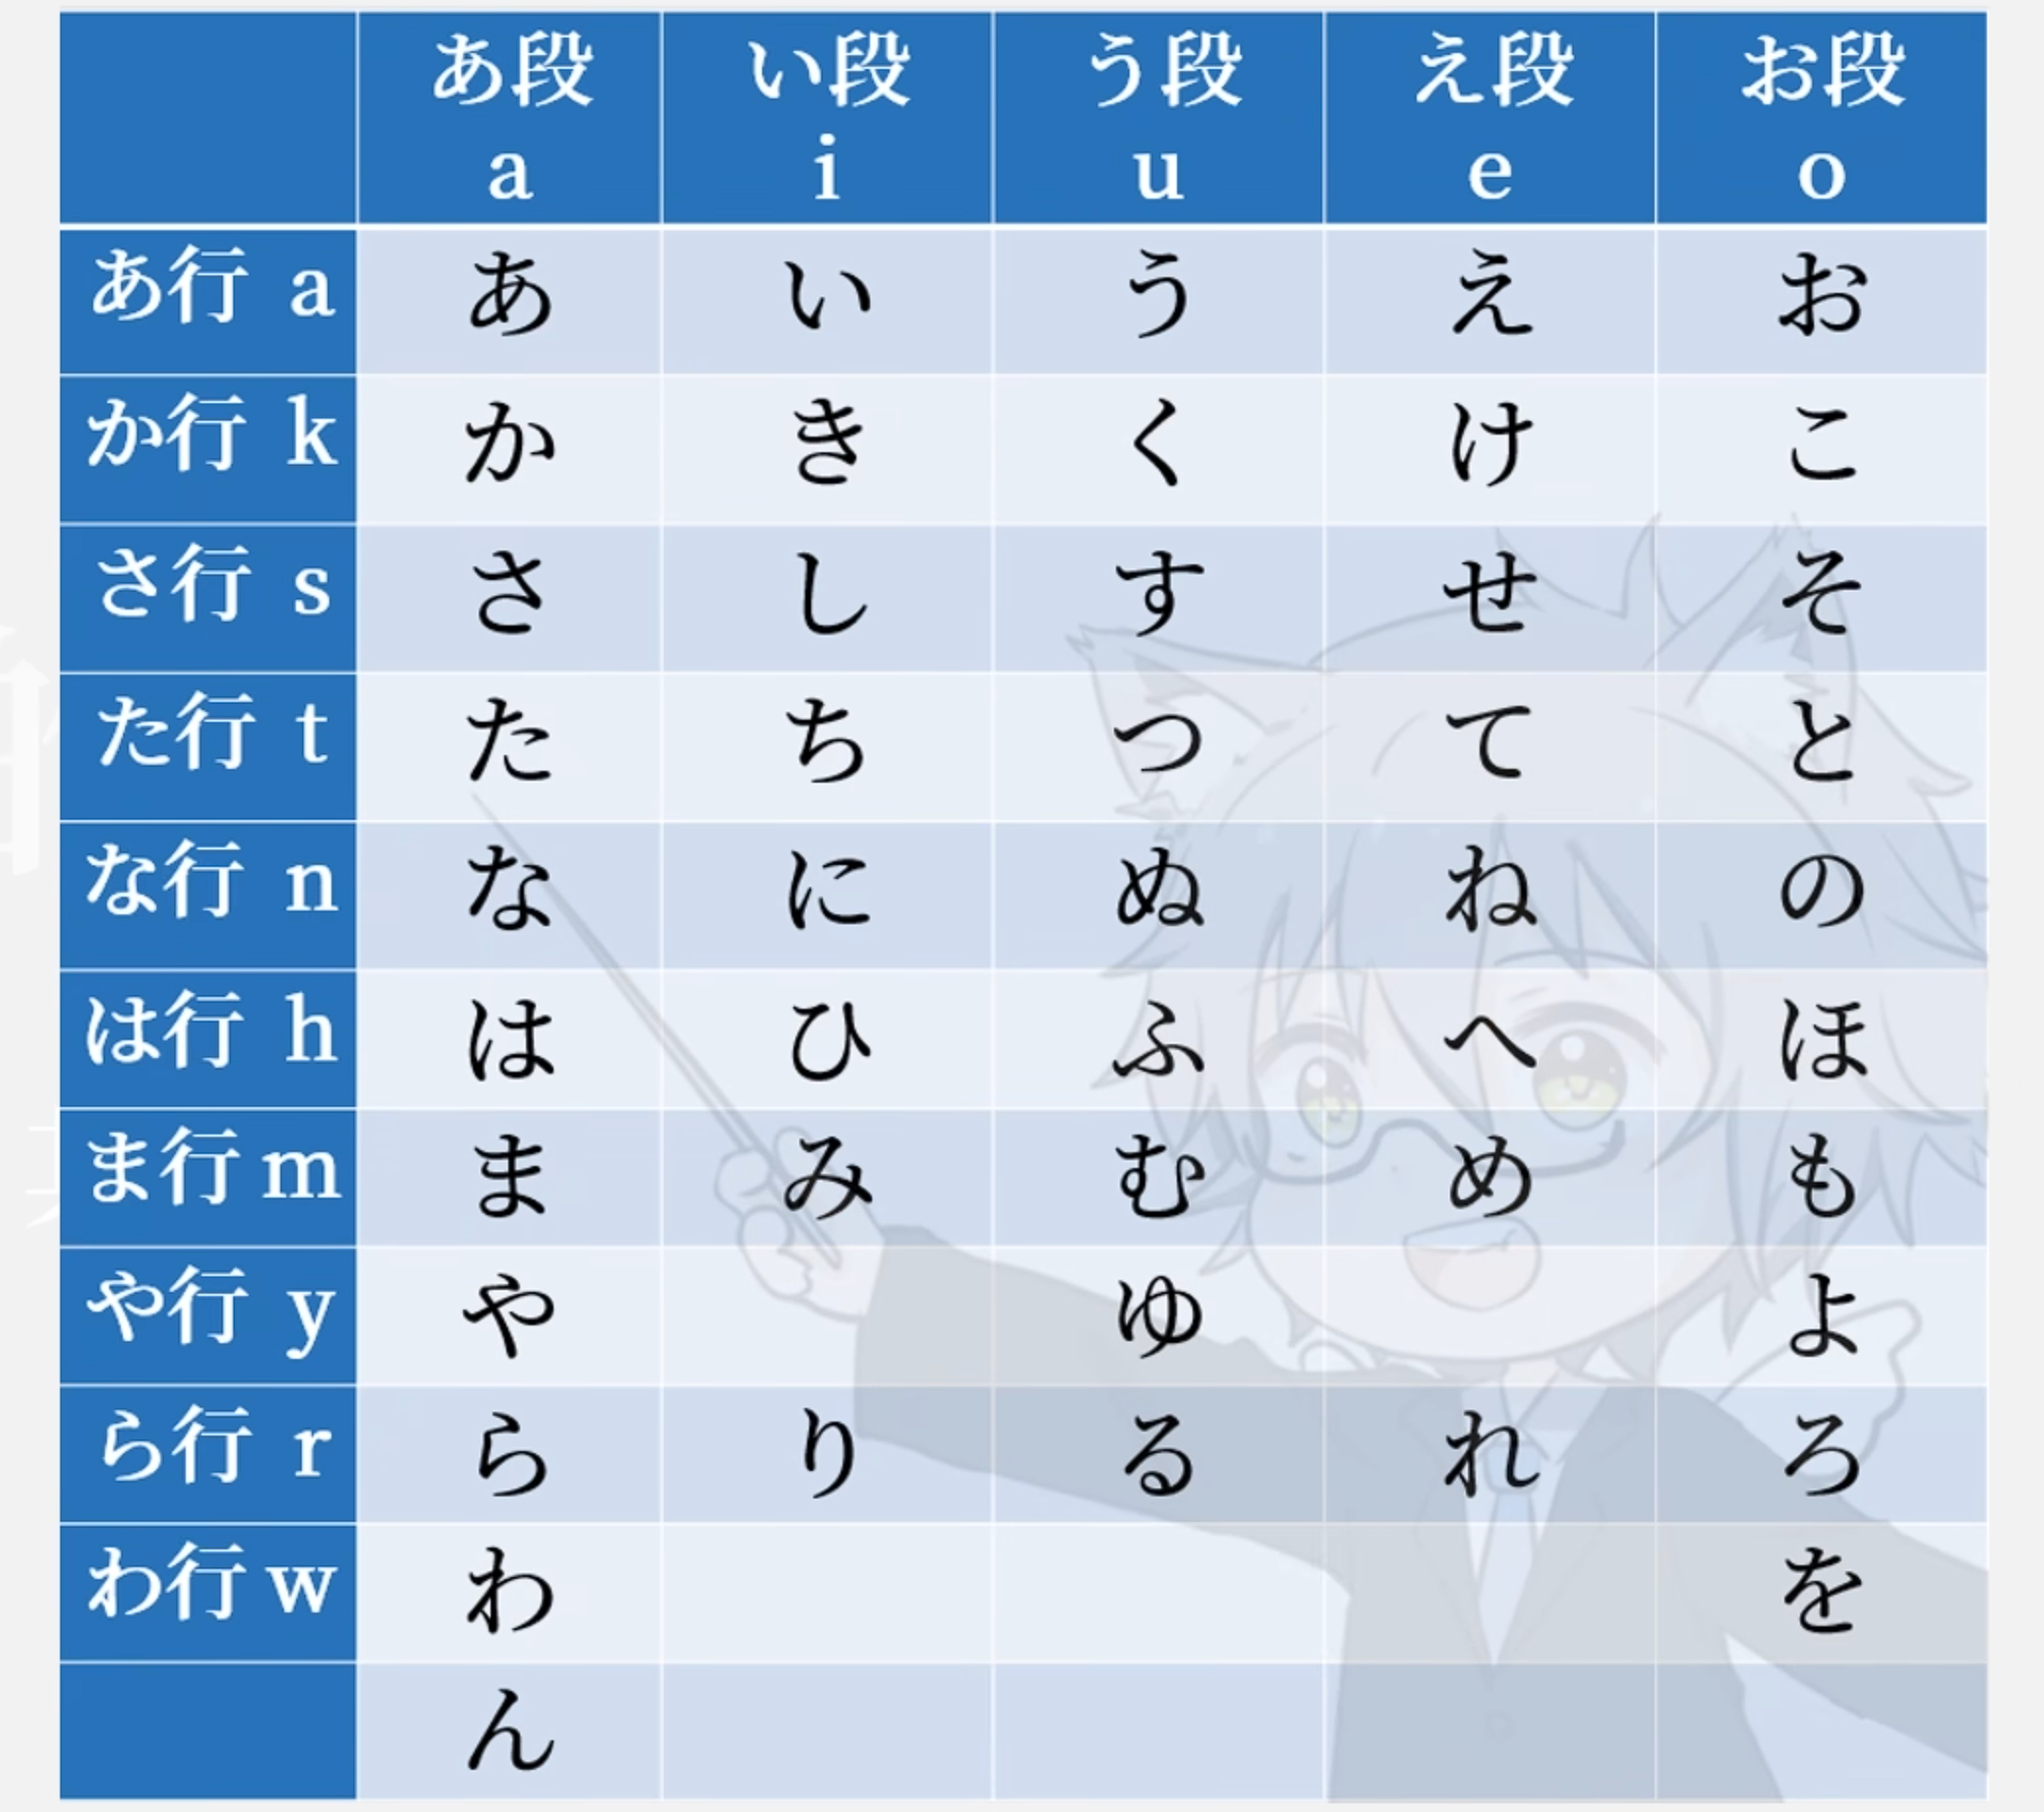 あ段 い段 う段 え段 お段
a i u e o
あ行 a あ い う え お
か行 k か き く け こ
さ行 s さ し す せ そ
た行 t た ち つ て と
な行 n な に ぬ ね の
は行 h は ひ ふ へ ほ
ま行 m ま み む め も
や行 y や ゆ よ
ら行 r ら り る れ ろ
わ行 w わ を
ん